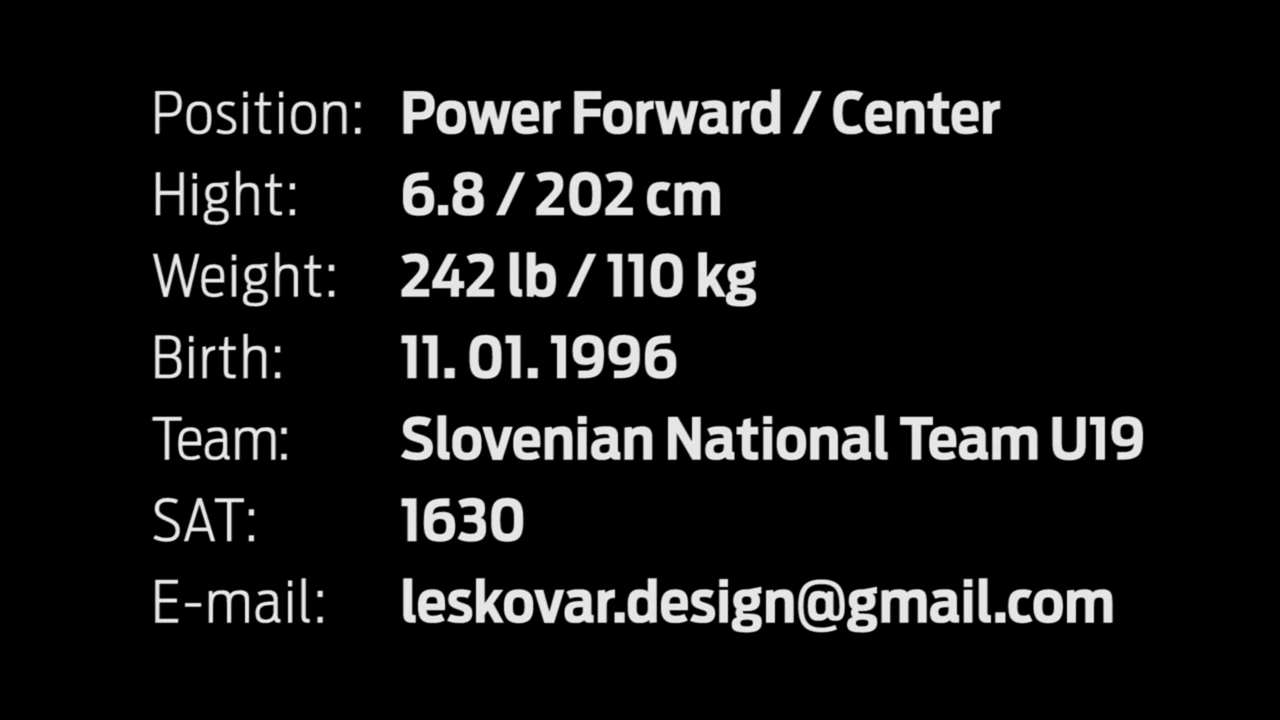 Position: Power Forward / Center
Hight: 6.8 / 202 cm
Weight: 242 lb / 110 kg
Birth: 11. 01. 1996
Team: Slovenian National Team U19
SAT: 1630
E-mail: leskovar.design@gmail.com